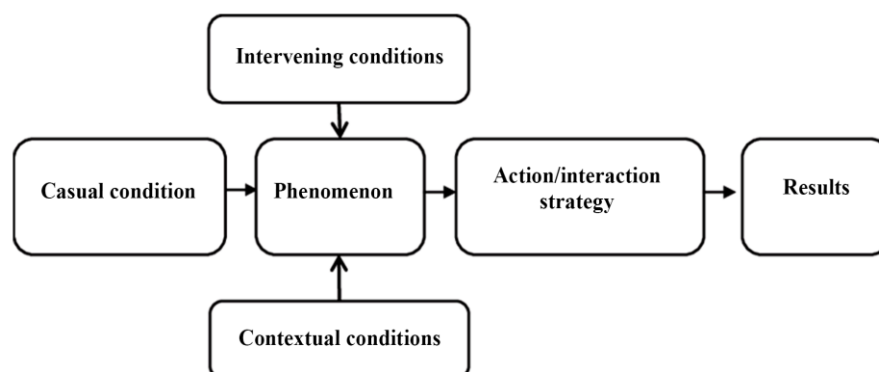 Intervening conditions
Casual condition
Phenomenon
Action/interaction
strategy
Results
Contextual conditions